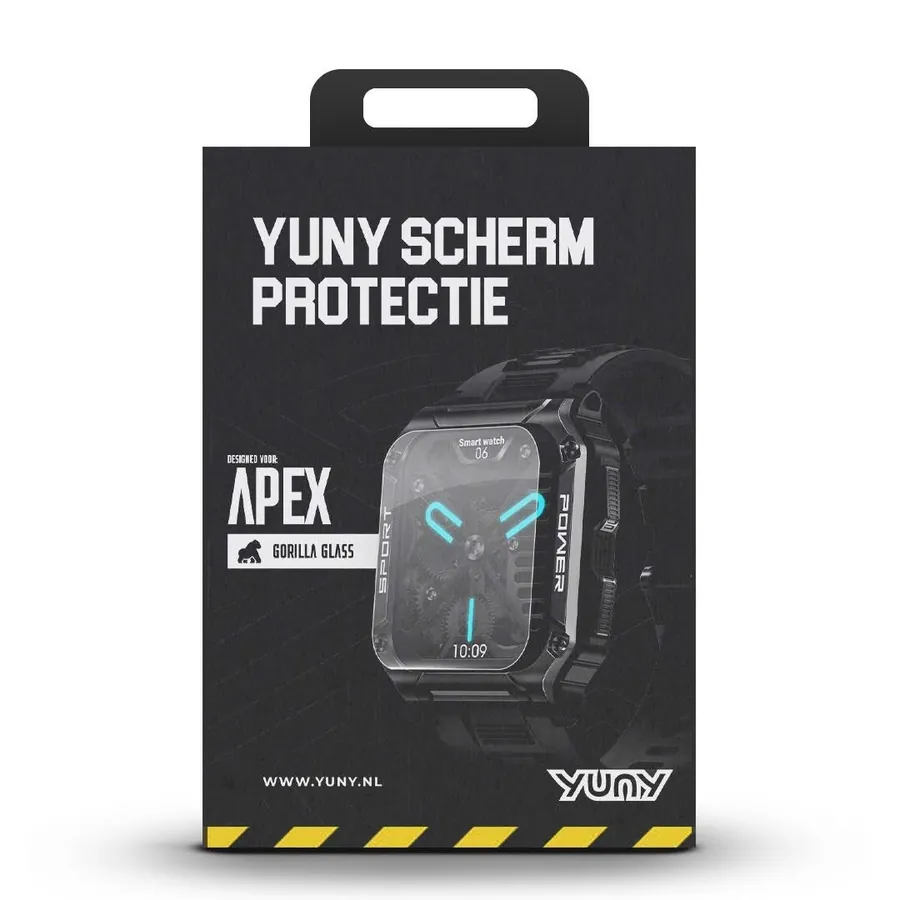 YUNY SCHERM
PROTECTIE
DESIGNED VOOR:
APEX
GORILLA GLASS
Smart watch
06
SPORT
POWER
10:09
WWW.YUNY.NL
YUNY